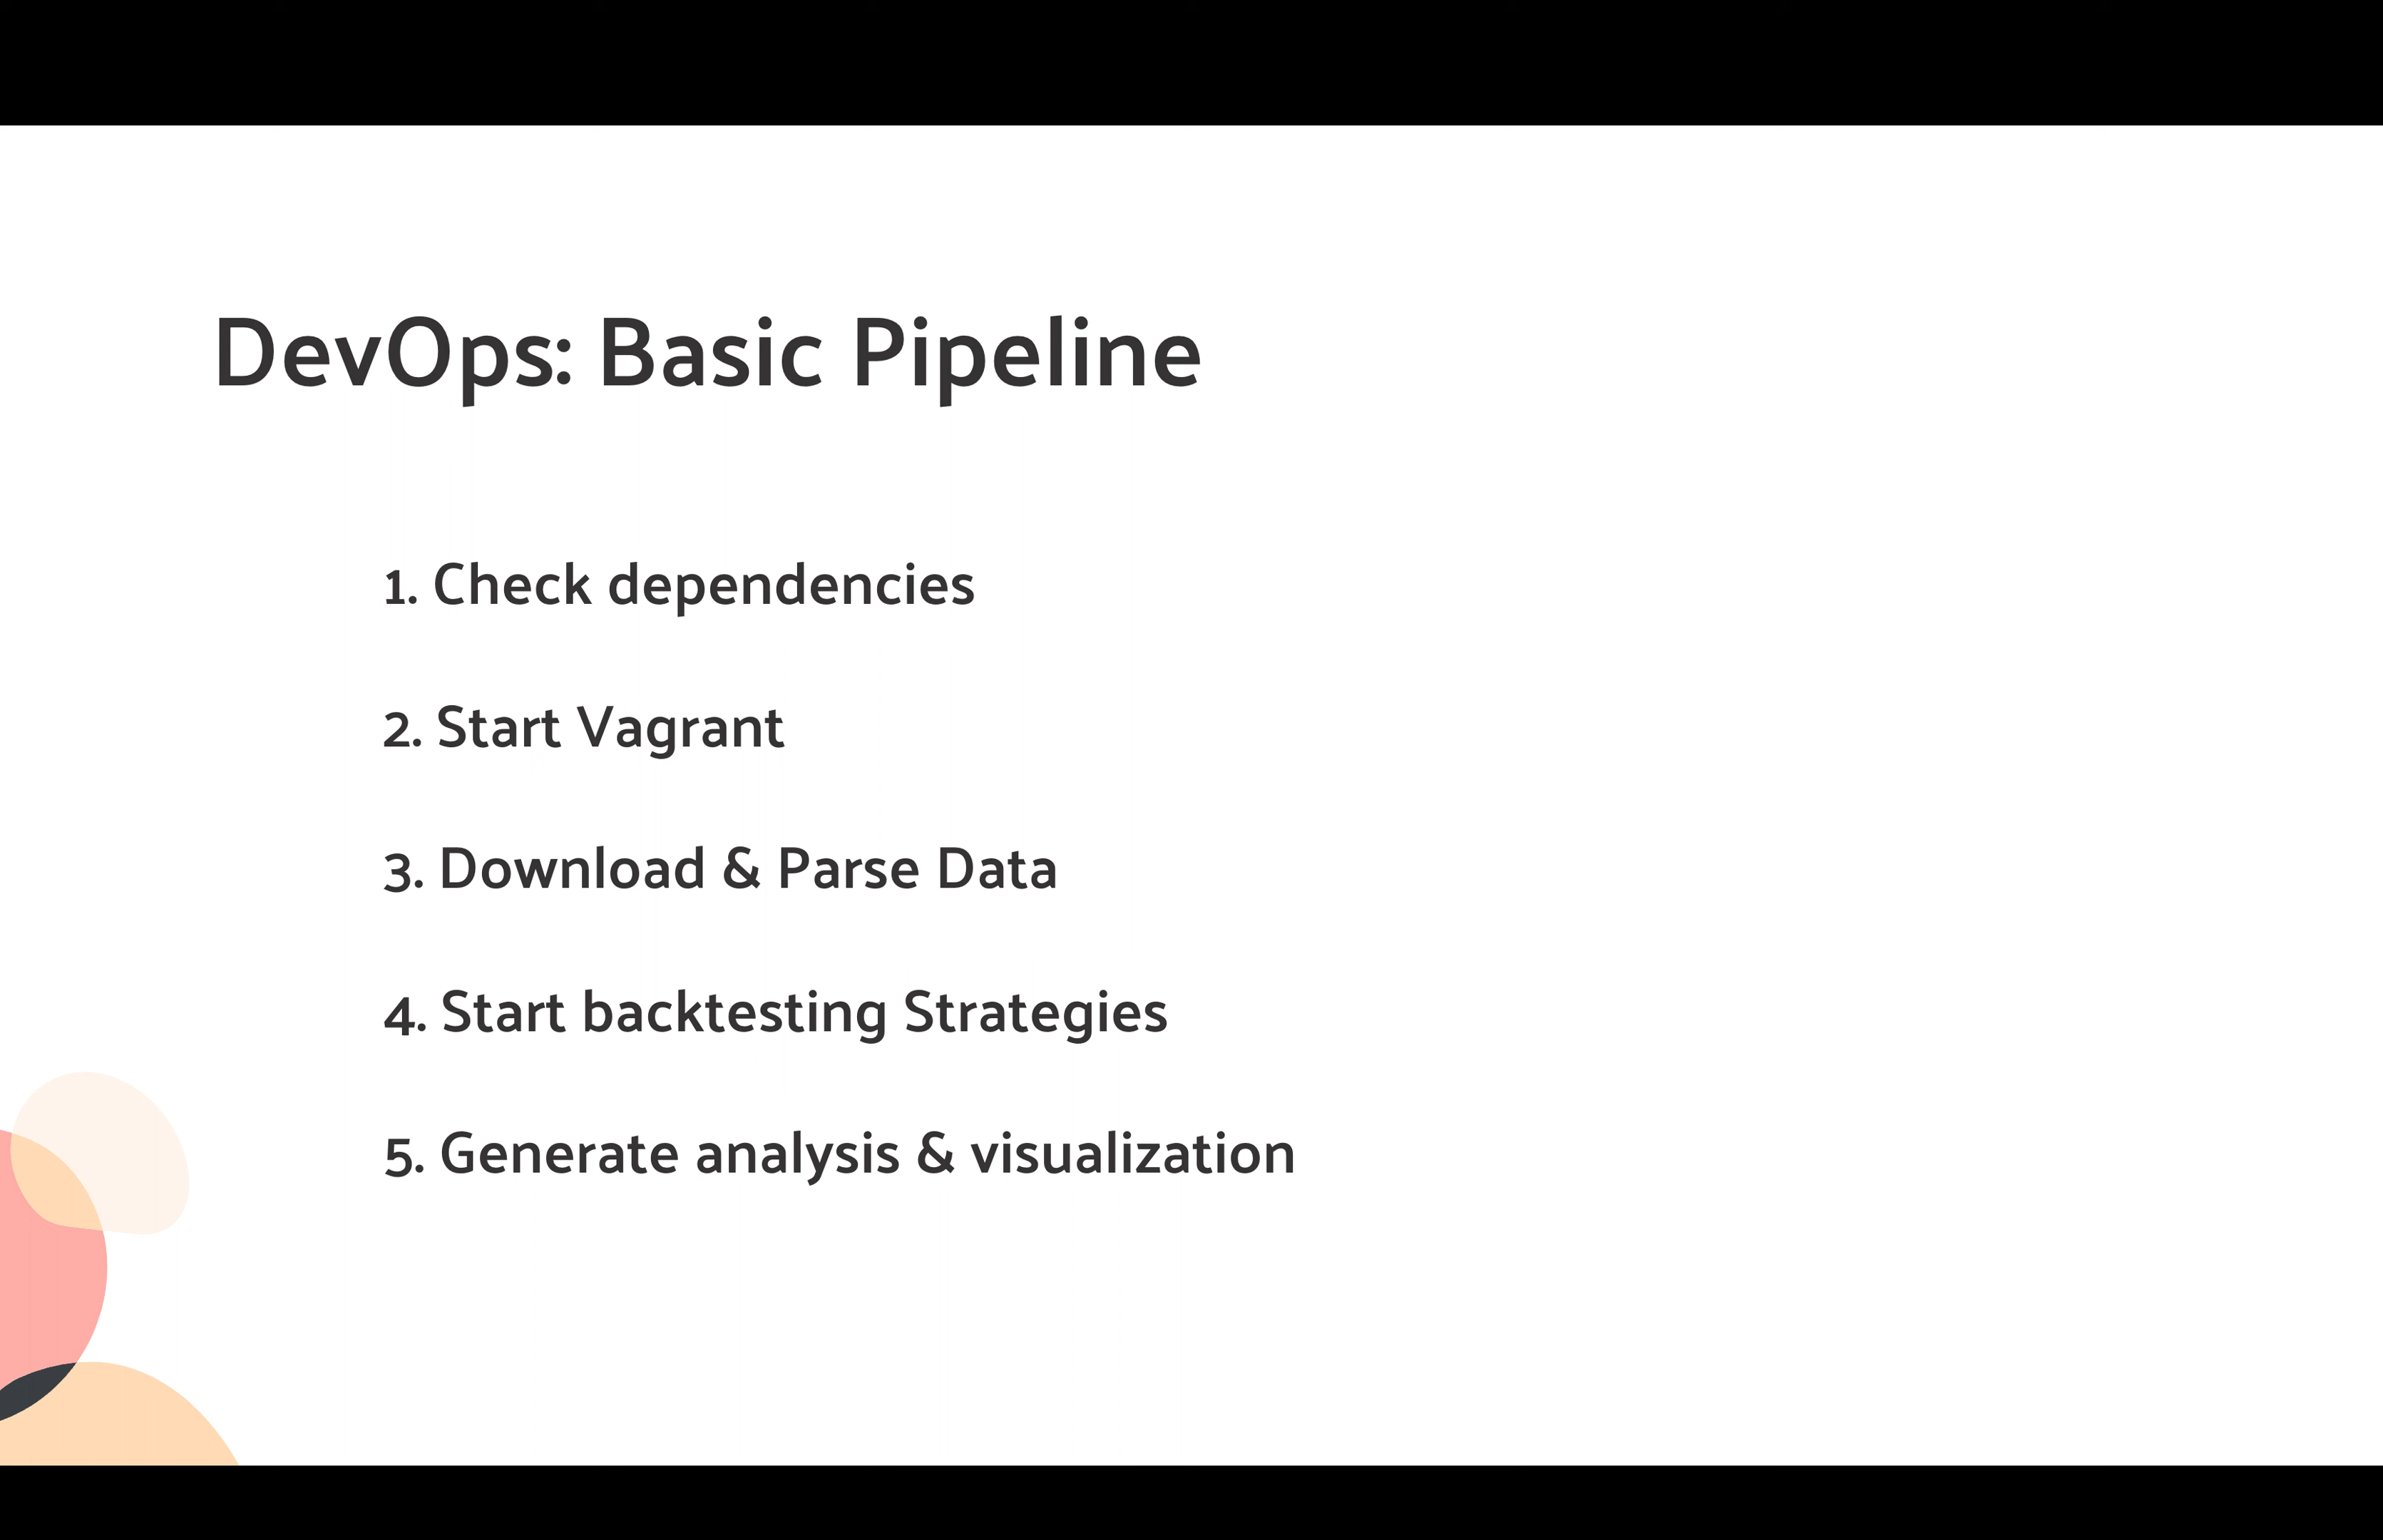 DevOps: Basic Pipeline
1. Check dependencies
2. Start Vagrant
3. Download & Parse Data
4. Start backtesting Strategies
5. Generate analysis & visualization